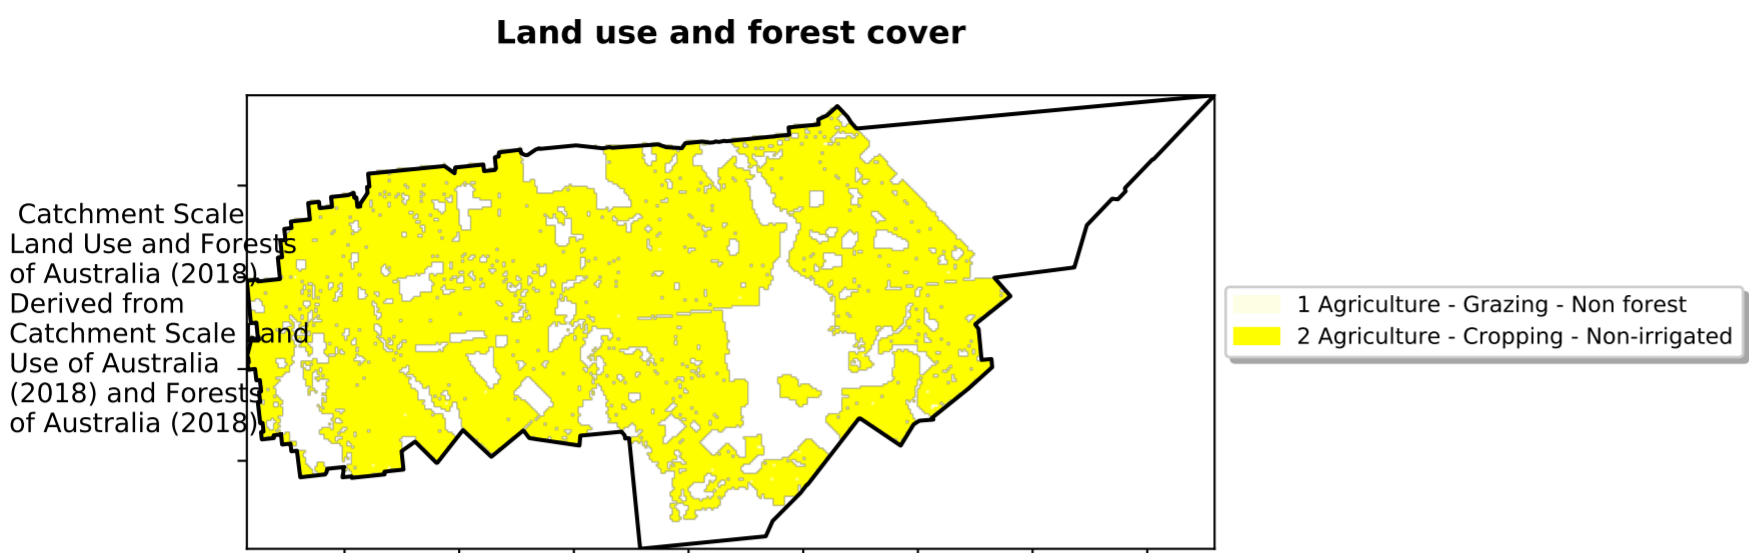 Land use and forest cover
Catchment Scale
Land Use and Forests
of Australia (2018)
Derived from
Catchment Scale Land
Use of Australia
(2018) and Forests
of Australia (2018)
1 Agriculture - Grazing - Non forest
2 Agriculture - Cropping - Non-irrigated